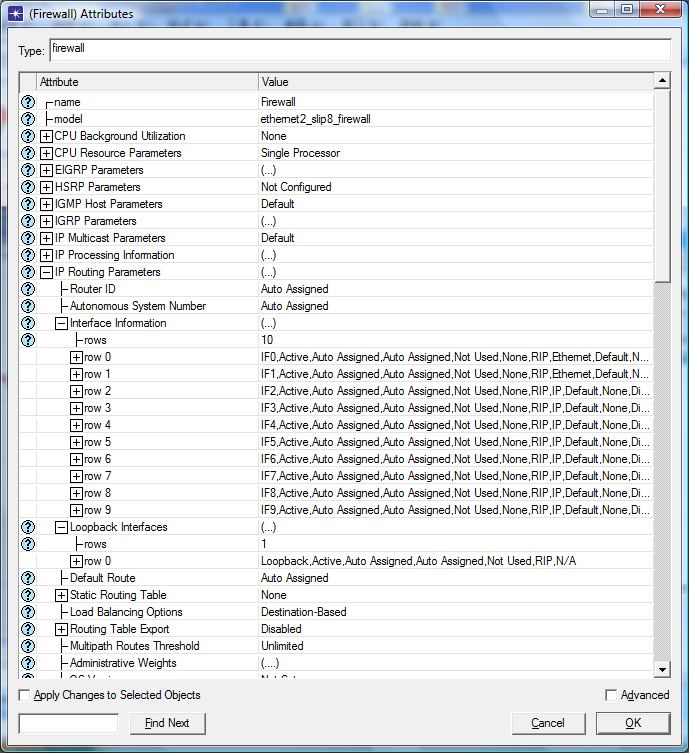 (Firewall) Attributes
Type: firewall
Attribute Value
name Firewall
model ethernet2_slip8_firewall
CPU Background Utilization None
CPU Resource Parameters Single Processor
EIGRP Parameters (...)
HSRP Parameters Not Configured
IGMP Host Parameters Default
IGRP Parameters (...)
IP Multicast Parameters Default
IP Processing Information (...)
IP Routing Parameters (...)
Router ID Auto Assigned
Autonomous System Number Auto Assigned
Interface Information (...)
rows 10
row 0 IF0,Active,Auto Assigned,Auto Assigned,Not Used,None,RIP,Ethernet,Default,N...
row 1 IF1,Active,Auto Assigned,Auto Assigned,Not Used,None,RIP,Ethernet,Default,N...
row 2 IF2,Active,Auto Assigned,Auto Assigned,Not Used,None,RIP,IP,Default,None,Di...
row 3 IF3,Active,Auto Assigned,Auto Assigned,Not Used,None,RIP,IP,Default,None,Di...
row 4 IF4,Active,Auto Assigned,Auto Assigned,Not Used,None,RIP,IP,Default,None,Di...
row 5 IF5,Active,Auto Assigned,Auto Assigned,Not Used,None,RIP,IP,Default,None,Di...
row 6 IF6,Active,Auto Assigned,Auto Assigned,Not Used,None,RIP,IP,Default,None,Di...
row 7 IF7,Active,Auto Assigned,Auto Assigned,Not Used,None,RIP,IP,Default,None,Di...
row 8 IF8,Active,Auto Assigned,Auto Assigned,Not Used,None,RIP,IP,Default,None,Di...
row 9 IF9,Active,Auto Assigned,Auto Assigned,Not Used,None,RIP,IP,Default,None,Di...
Loopback Interfaces (...)
rows 1
row 0 Loopback,Active,Auto Assigned,Auto Assigned,Not Used,RIP,N/A
Default Route Auto Assigned
Static Routing Table None
Load Balancing Options Destination-Based
Routing Table Export Disabled
Multipath Routes Threshold Unlimited
Administrative Weights (....)
Apply Changes to Selected Objects Advanced
Find Next Cancel OK